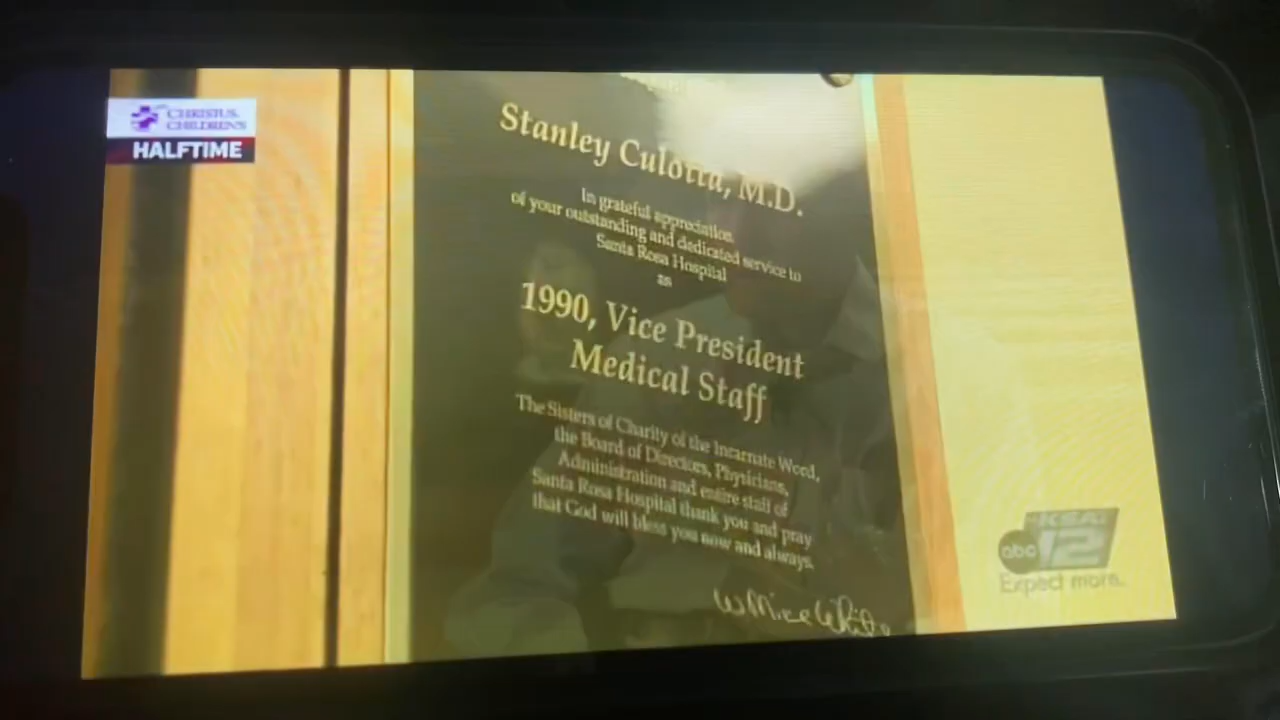 CHRISTUS.
CHILDREN'S
HALFTIME
Stanley Culotta, M.D.
In grateful appreciation
of your outstanding and dedicated service to
Santa Rosa Hospital
as
1990, Vice President
Medical Staff
The Sisters of Charity of the Incarnate Word,
the Board of Directors, Physicians,
Administration and entire staff of
Santa Rosa Hospital thank you and pray
that God will bless you now and always.
KSAT
abc 12
Expect more.